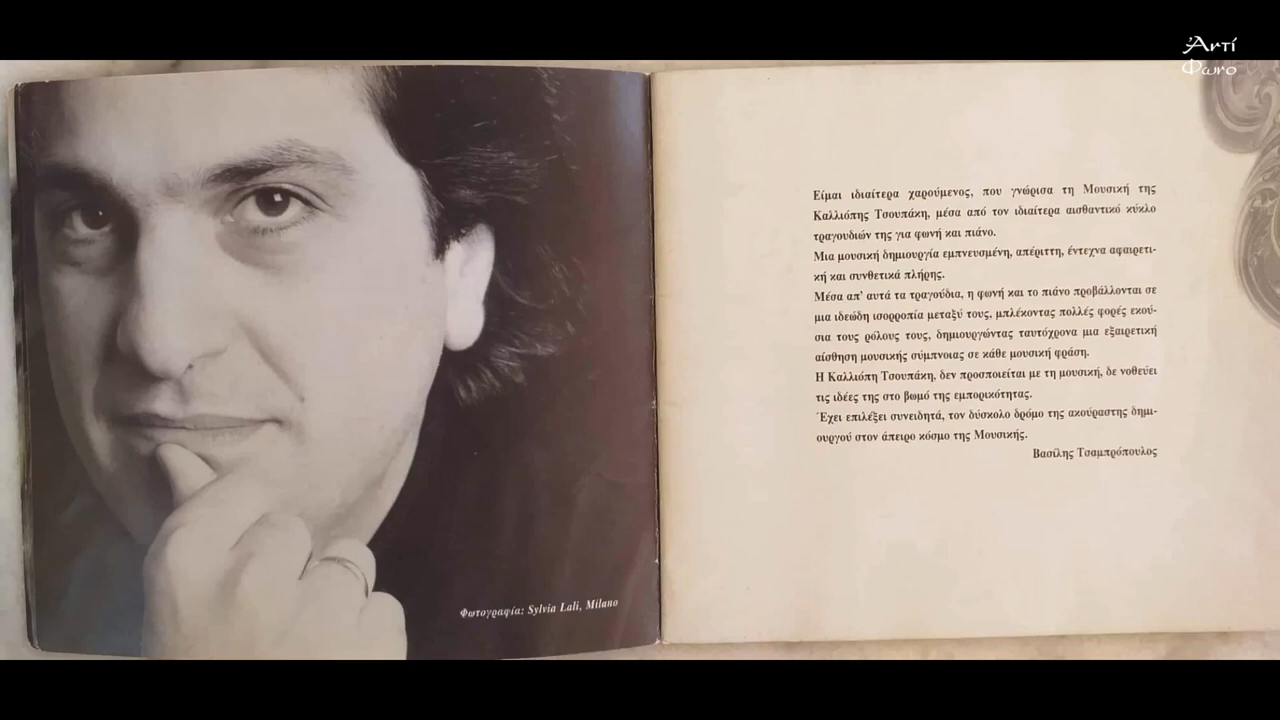 Ἀρτί
Φωτο
Φωτογραφία: Sylvia Lali, Milano
Είμαι ιδιαίτερα χαρούμενος, που γνώρισα τη Μουσική της
Καλλιόπης Τσουπάκη, μέσα από τον ιδιαίτερα αισθαντικό κύκλο
τραγουδιών της για φωνή και πιάνο.
Μια μουσική δημιουργία εμπνευσμένη, απέριττη, έντεχνα αφαιρετι-
κή και συνθετικά πλήρης.
Μέσα απ' αυτά τα τραγούδια, η φωνή και το πιάνο προβάλλονται σε
μια ιδεώδη ισορροπία μεταξύ τους, μπλέκοντας πολλές φορές εκού-
σια τους ρόλους τους, δημιουργώντας ταυτόχρονα μια εξαιρετική
αίσθηση μουσικής σύμπνοιας σε κάθε μουσική φράση.
Η Καλλιόπη Τσουπάκη, δεν προσποιείται με τη μουσική, δε νοθεύει
τις ιδέες της στο βωμό της εμπορικότητας.
Έχει επιλέξει συνειδητά, τον δύσκολο δρόμο της ακούραστης δημι-
ουργού στον άπειρο κόσμο της Μουσικής.
Βασίλης Τσαμπρόπουλος